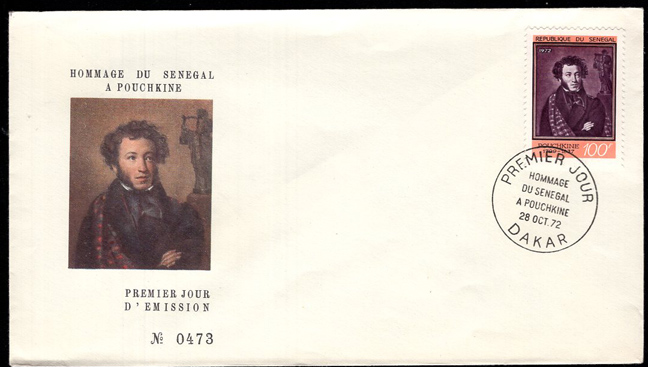 HOMMAGE DU SENEGAL
A POUCHKINE
PREMIER JOUR
D'EMISSION
№ 0473
REPUBLIQUE DU SENEGAL
1972
POUCHKINE
100F
PREMIER JOUR
HOMMAGE
DU SENEGAL
A POUCHKINE
28 OCT. 72
DAKAR